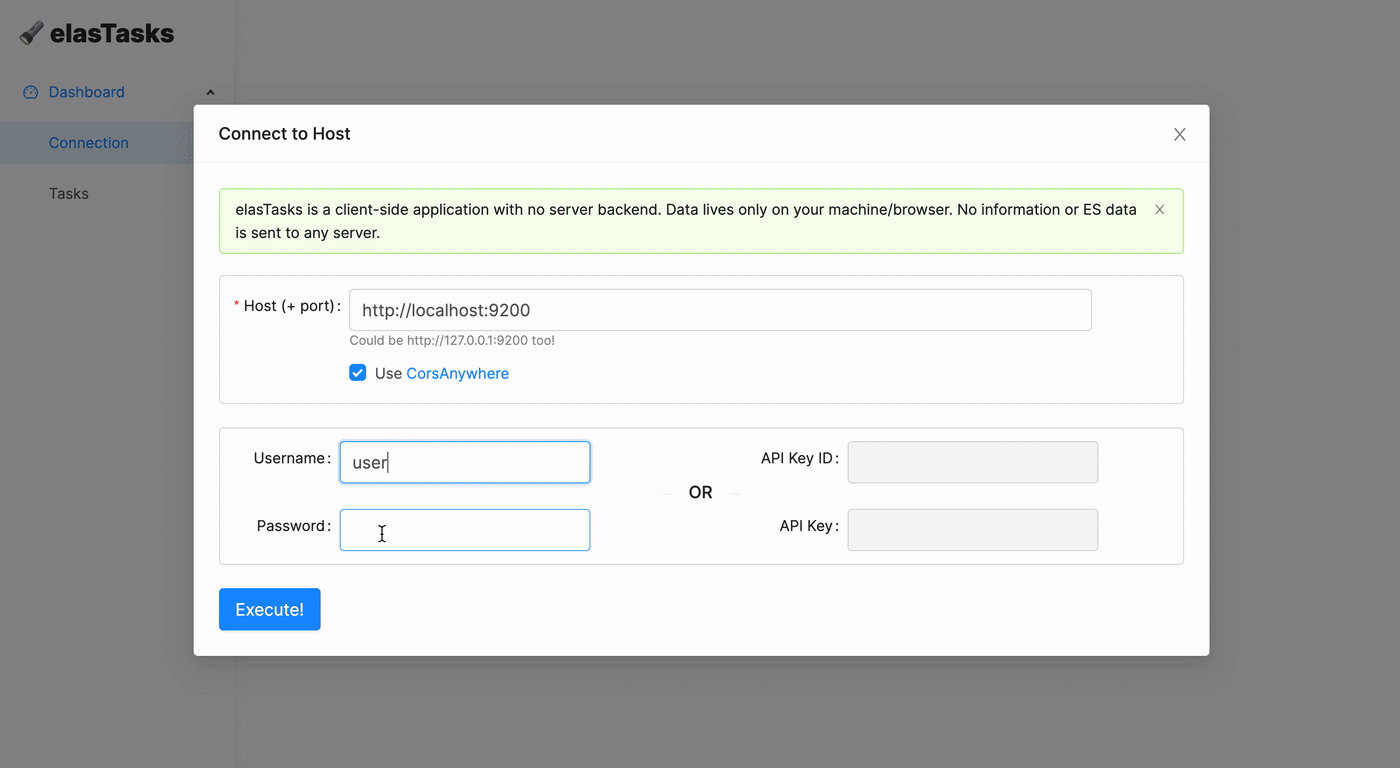 elasTasks
Dashboard
Connection
Tasks
Connect to Host
elasTasks is a client-side application with no server backend. Data lives only on your machine/browser. No information or ES data
is sent to any server.
* Host (+ port): http://localhost:9200
Could be http://127.0.0.1:9200 too!
Use CorsAnywhere
Username: user
API Key ID:
OR
Password:
API Key:
Execute!